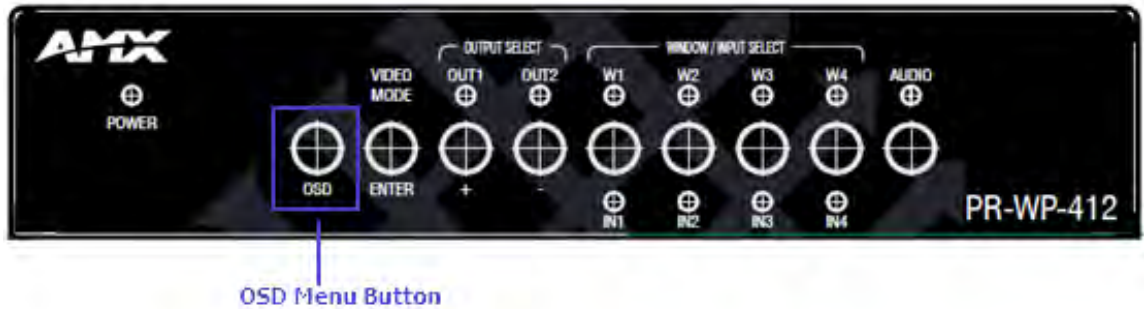 AMX
OUTPUT SELECT
WINDOW / INPUT SELECT
VIDEO MODE
OUT1
OUT2
W1
W2
W3
W4
AUDIO
POWER
OSD
ENTER
+
-
IN1
IN2
IN3
IN4
PR-WP-412
OSD Menu Button